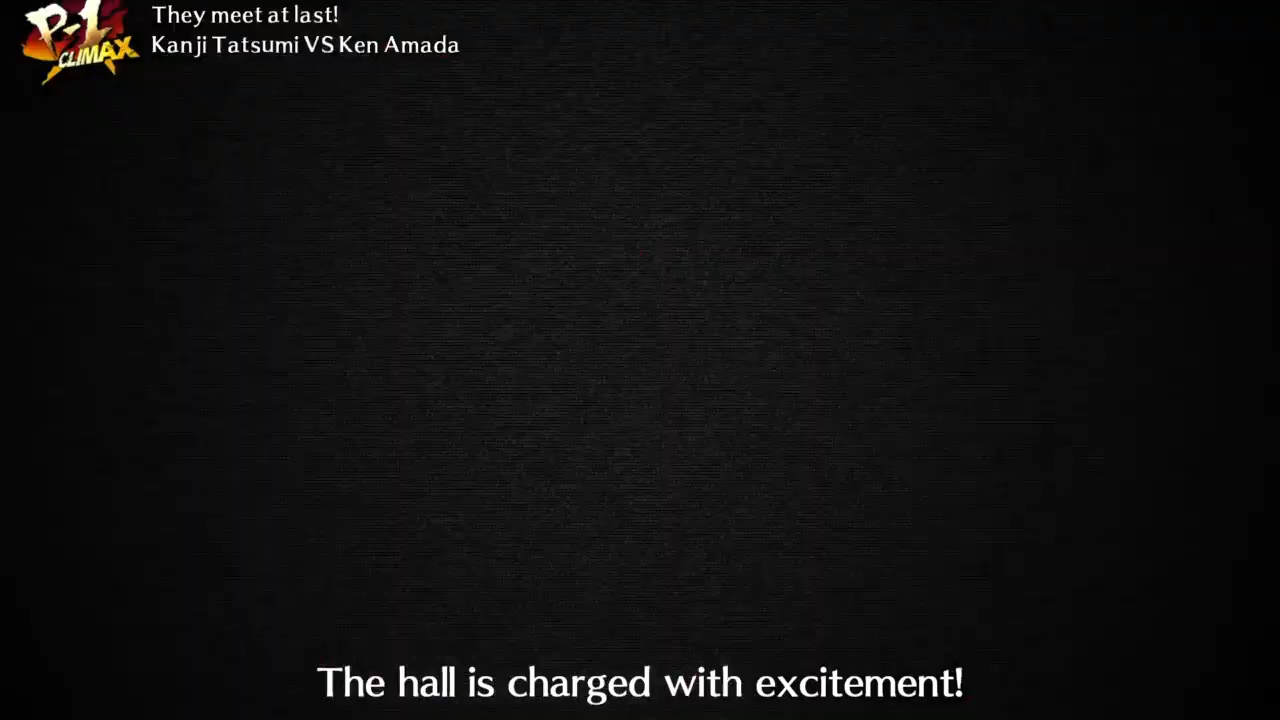 P-1
CLIMAX
They meet at last!
Kanji Tatsumi VS Ken Amada
The hall is charged with excitement!